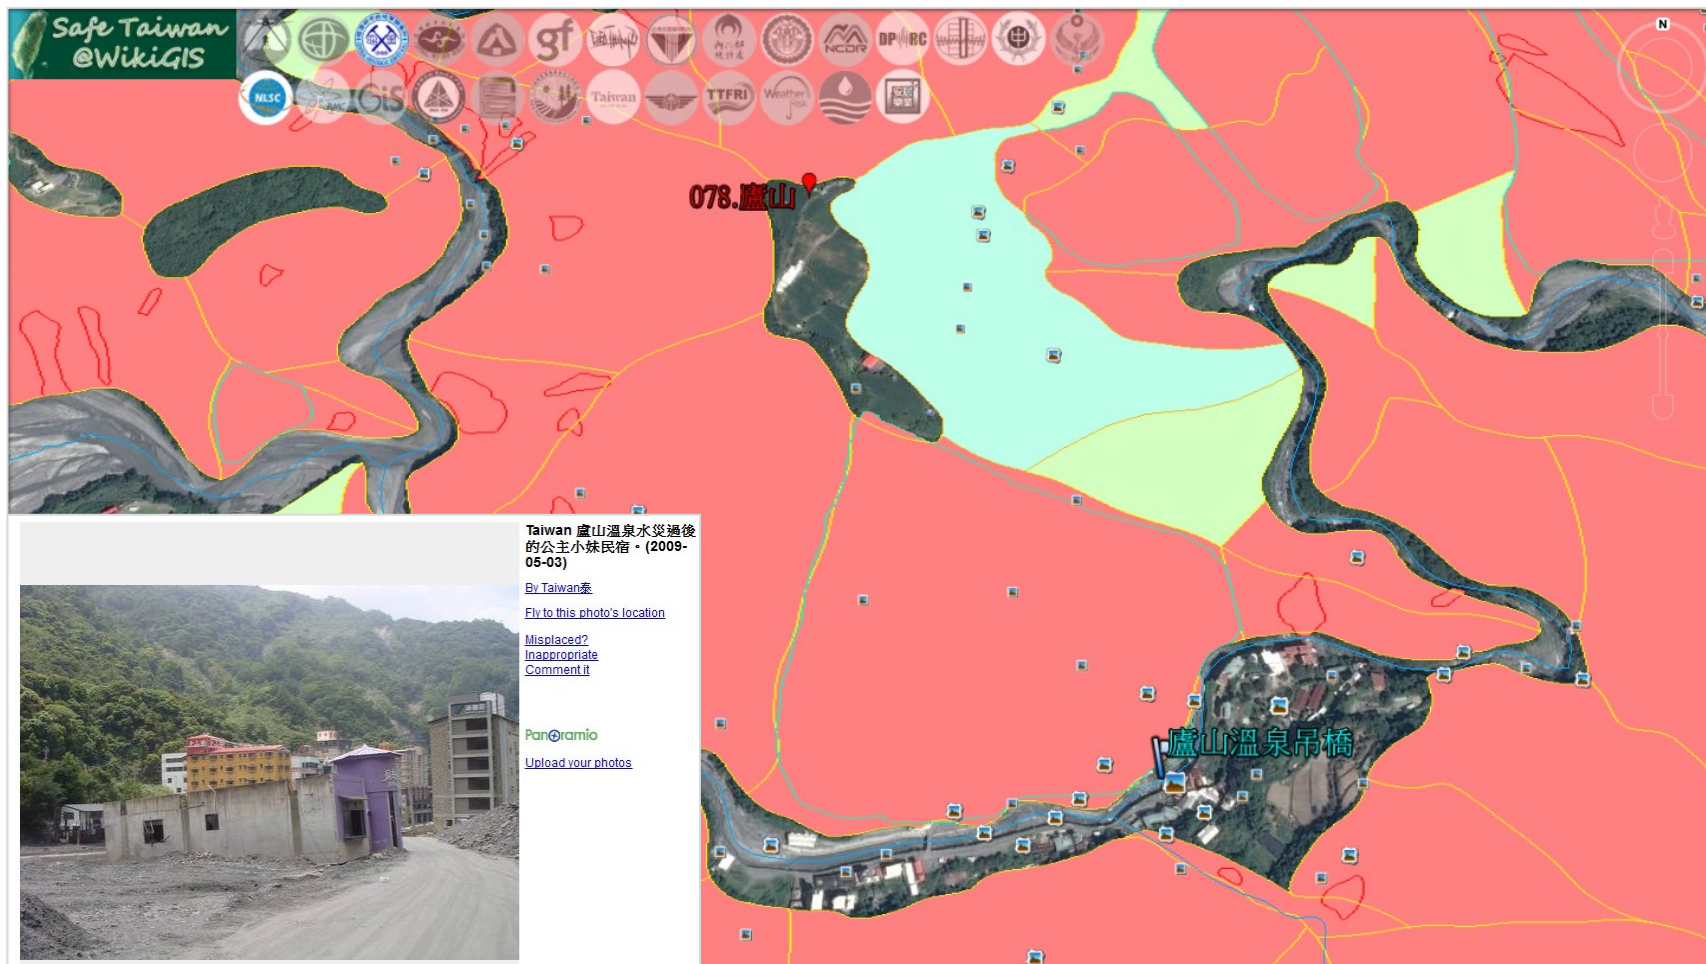 Safe Taiwan
@WikiGIS
gf
NCDR
DPRC
NLSC
GiS
Taiwan
TTFRI
Weather
RISK
N
078.廬山
廬山溫泉吊橋
Taiwan 盧山溫泉水災過後
的公主小妹民宿。(2009-
05-03)
By Taiwan泰
Fly to this photo's location
Misplaced?
Inappropriate
Comment it
Panoramio
Upload your photos